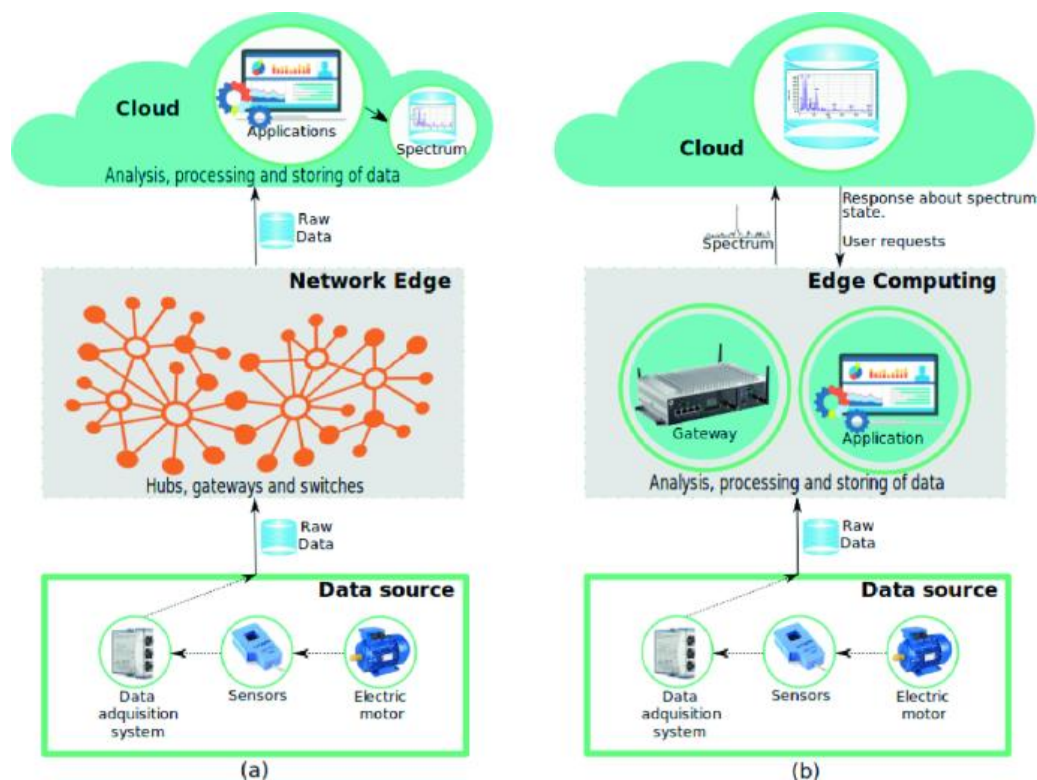 Cloud
Applications
Spectrum
Analysis, processing and storing of data
Raw
Data
Network Edge
Hubs, gateways and switches
Raw
Data
Data source
Data
adquisition
system
Sensors
Electric
motor
(a)
Cloud
Response about spectrum
state.
Spectrum
User requests
Edge Computing
Gateway
Application
Analysis, processing and storing of data
Raw
Data
Data source
Data
adquisition
system
Sensors
Electric
motor
(b)